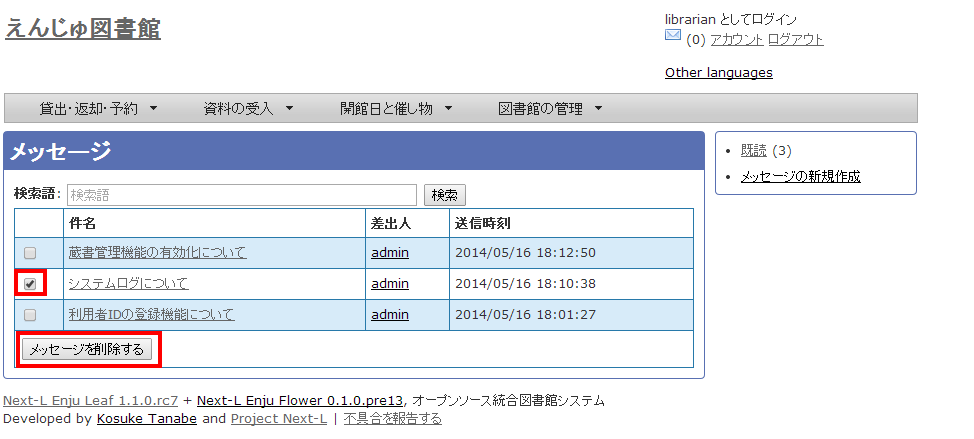 えんじゅ図書館
librarian としてログイン
(0) アカウント ログアウト
Other languages
貸出・返却・予約 ▼ 資料の受入 ▼ 開館日と催し物 ▼ 図書館の管理 ▼
メッセージ
検索語: 検索語 検索
件名 差出人 送信時刻
蔵書管理機能の有効化について admin 2014/05/16 18:12:50
システムログについて admin 2014/05/16 18:10:38
利用者IDの登録機能について admin 2014/05/16 18:01:27
メッセージを削除する
• 既読 (3)
• メッセージの新規作成
Next-L Enju Leaf 1.1.0.rc7 + Next-L Enju Flower 0.1.0.pre13, オープンソース統合図書館システム
Developed by Kosuke Tanabe and Project Next-L | 不具合を報告する